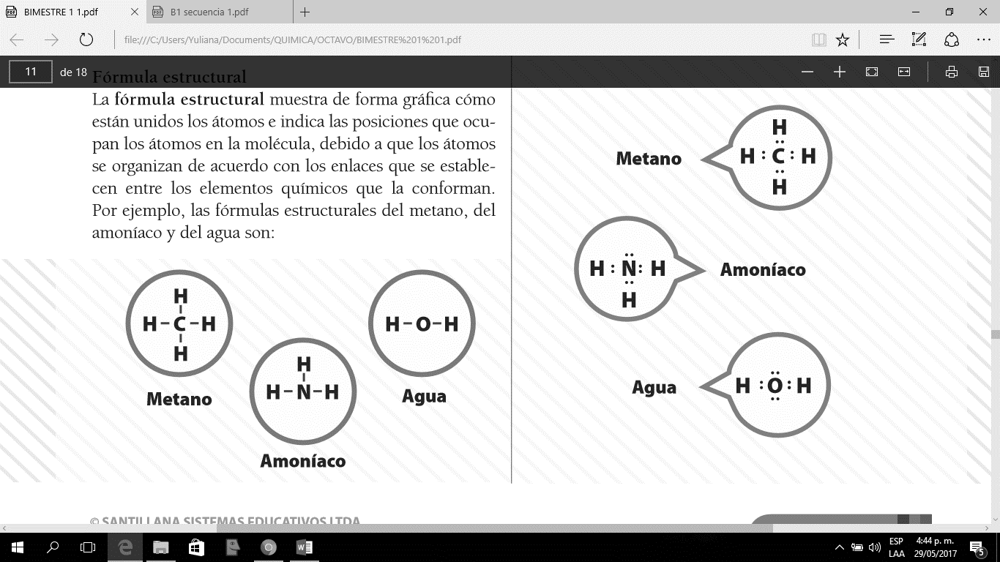 BIMESTRE 1 1.pdf
B1 secuencia 1.pdf
file:///C:/Users/Yuliana/Documents/QUIMICA/OCTAVO/BIMESTRE%201%201.pdf
11 de 18
Fórmula estructural
La fórmula estructural muestra de forma gráfica cómo
están unidos los átomos e indica las posiciones que ocu-
pan los átomos en la molécula, debido a que los átomos
se organizan de acuerdo con los enlaces que se estable-
cen entre los elementos químicos que la conforman.
Por ejemplo, las fórmulas estructurales del metano, del
amoníaco y del agua son:
H
H – C – H
H
Metano
H
H – N – H
Amoníaco
H – O – H
Agua
Metano
H
H : C : H
H
H : N : H
H
Amoníaco
Agua
H : O : H
© SANTILLANA SISTEMAS EDUCATIVOS LTDA
ESP
LAA
4:44 p. m.
29/05/2017
5